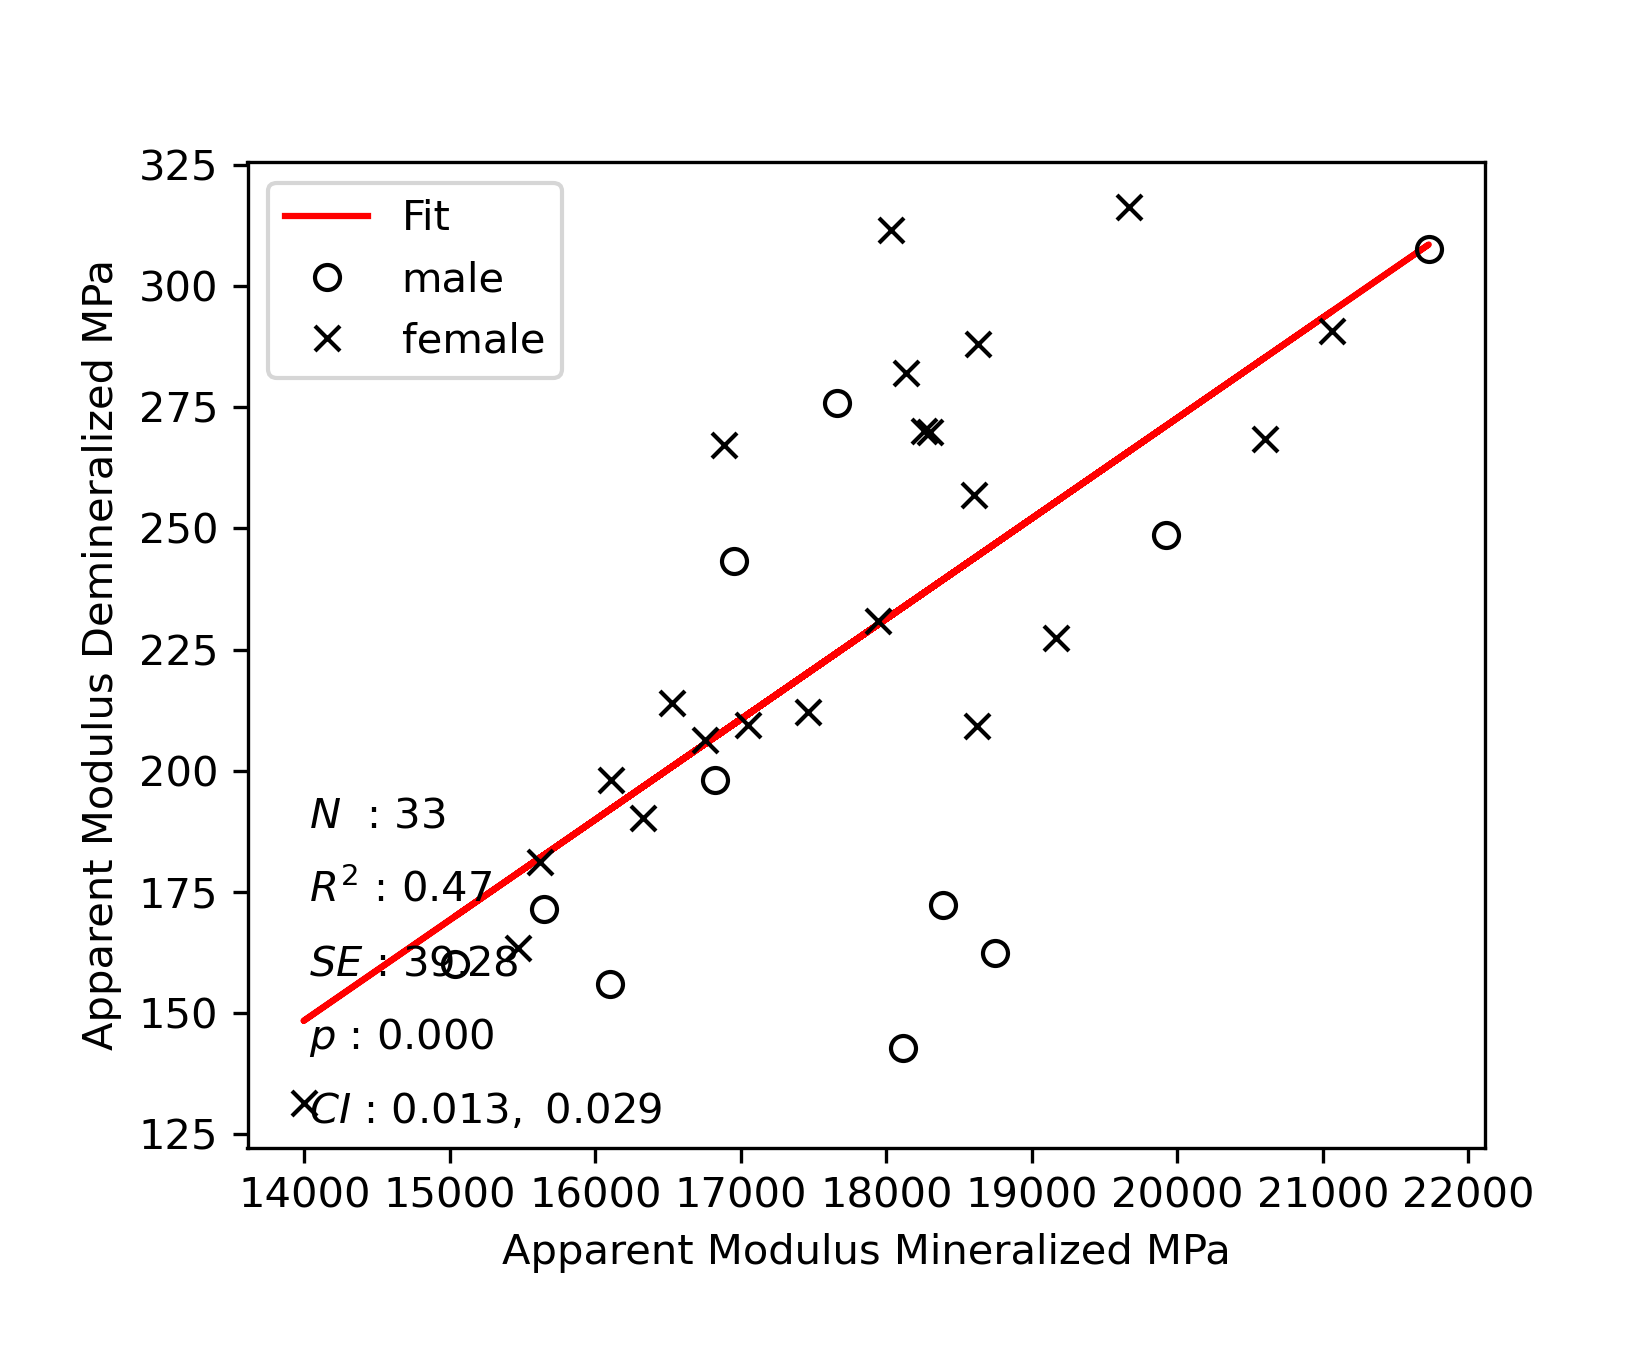 325
300
275
250
225
200
175
150
125
Apparent Modulus Demineralized MPa
Fit
male
female
N : 33
R² : 0.47
SE : 39.28
p : 0.000
CI : 0.013, 0.029
14000 15000 16000 17000 18000 19000 20000 21000 22000
Apparent Modulus Mineralized MPa